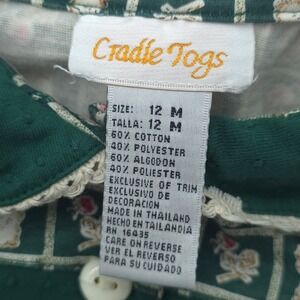 Cradle Togs
SIZE: 12 M
TALLA: 12 M
60% COTTON
40% POLYESTER
60% ALGODON
40% POLIESTER
EXCLUSIVE OF TRIM
EXCLUSIVO DE
DECORACION
MADE IN THAILAND
HECHO EN TAILANDIA
RN 16435
CARE ON REVERSE
VER EL REVERSO
PARA SU CUIDADO